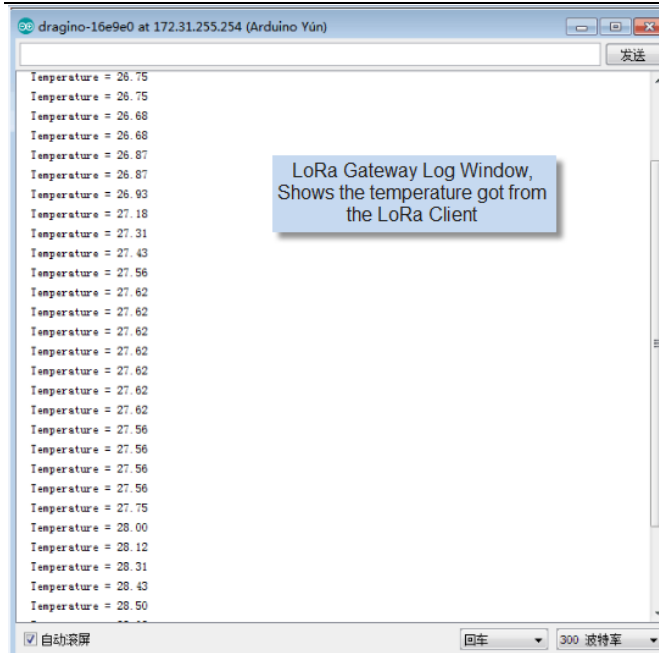 dragino-16e9e0 at 172.31.255.254 (Arduino Yún)
发送
Temperature = 26.75
Temperature = 26.75
Temperature = 26.68
Temperature = 26.68
Temperature = 26.87
Temperature = 26.87
Temperature = 26.93
Temperature = 27.18
Temperature = 27.31
Temperature = 27.43
Temperature = 27.56
Temperature = 27.62
Temperature = 27.62
Temperature = 27.62
Temperature = 27.62
Temperature = 27.62
Temperature = 27.62
Temperature = 27.62
Temperature = 27.56
Temperature = 27.56
Temperature = 27.56
Temperature = 27.56
Temperature = 27.75
Temperature = 28.00
Temperature = 28.12
Temperature = 28.31
Temperature = 28.43
Temperature = 28.50
LoRa Gateway Log Window,
Shows the temperature got from
the LoRa Client
自动滚屏
回车
300 波特率